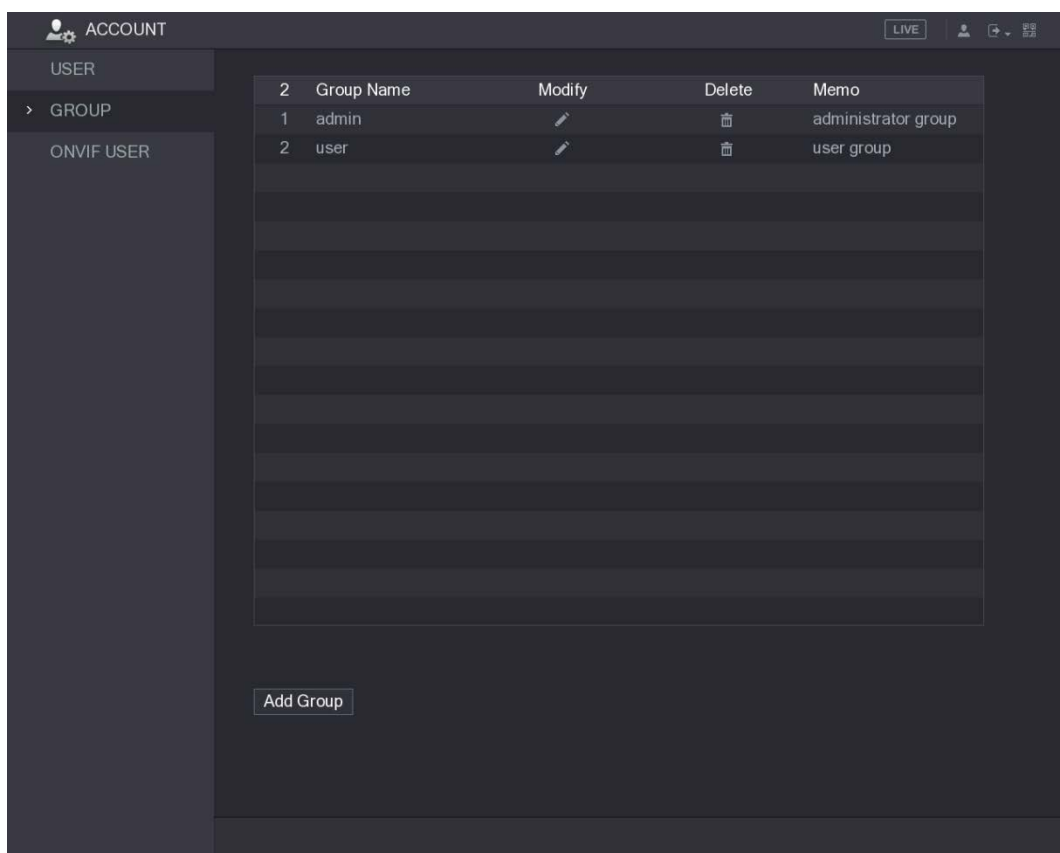 ACCOUNT LIVE
USER
GROUP
ONVIF USER
2 Group Name Modify Delete Memo
1 admin administrator group
2 user user group
Add Group